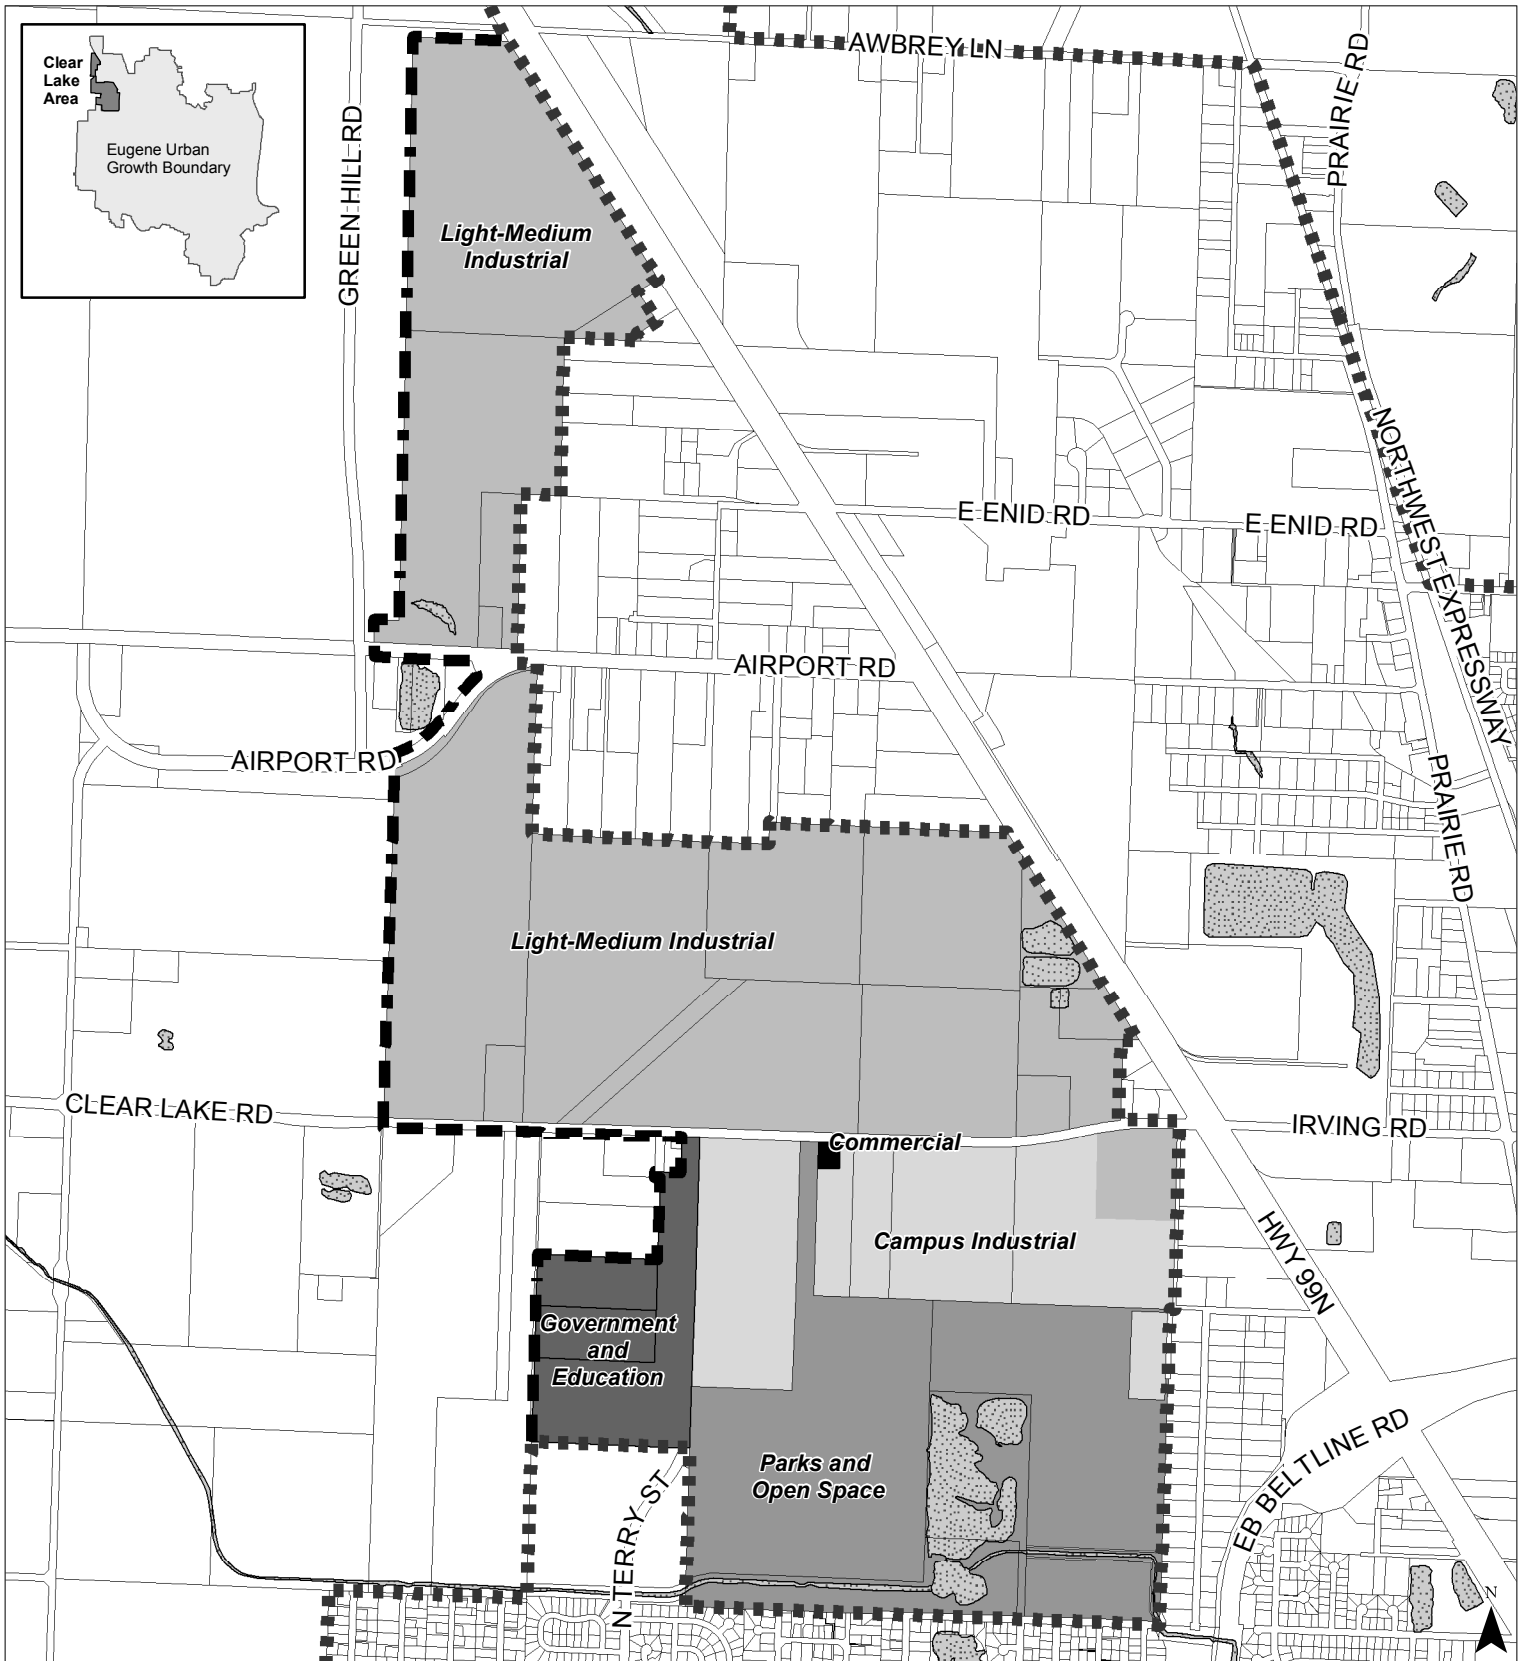 Clear
Lake
Area
Eugene Urban
Growth Boundary
AWBREY LN
PRAIRIE RD
GREEN HILL RD
Light-Medium
Industrial
NORTHWEST EXPRESSWAY
E ENID RD
E ENID RD
AIRPORT RD
AIRPORT RD
PRAIRIE RD
Light-Medium Industrial
CLEAR LAKE RD
IRVING RD
Commercial
Campus Industrial
HWY 99N
Government
and
Education
Parks and
Open Space
EB BELTLINE RD
N TERRY ST
N